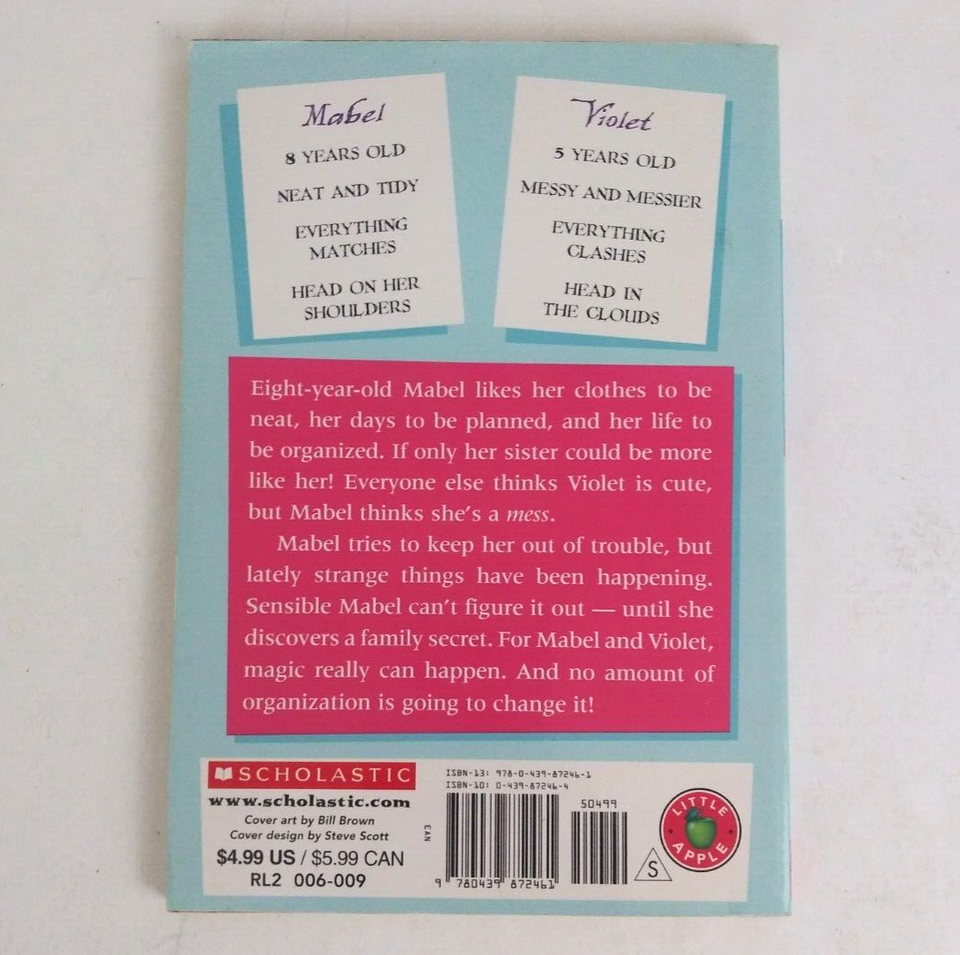 Mabel
8 YEARS OLD
NEAT AND TIDY
EVERYTHING
MATCHES
HEAD ON HER
SHOULDERS
Violet
5 YEARS OLD
MESSY AND MESSIER
EVERYTHING
CLASHES
HEAD IN
THE CLOUDS
Eight-year-old Mabel likes her clothes to be
neat, her days to be planned, and her life to
be organized. If only her sister could be more
like her! Everyone else thinks Violet is cute,
but Mabel thinks she's a mess.
Mabel tries to keep her out of trouble, but
lately strange things have been happening.
Sensible Mabel can't figure it out — until she
discovers a family secret. For Mabel and Violet,
magic really can happen. And no amount of
organization is going to change it!
SCHOLASTIC
www.scholastic.com
Cover art by Bill Brown
Cover design by Steve Scott
$4.99 US / $5.99 CAN
RL2 006-009
EAN
ISBN-13: 978-0-439-87246-1
ISBN-10: 0-439-87246-4
50499
9 780439 872461
S
LITTLE
APPLE